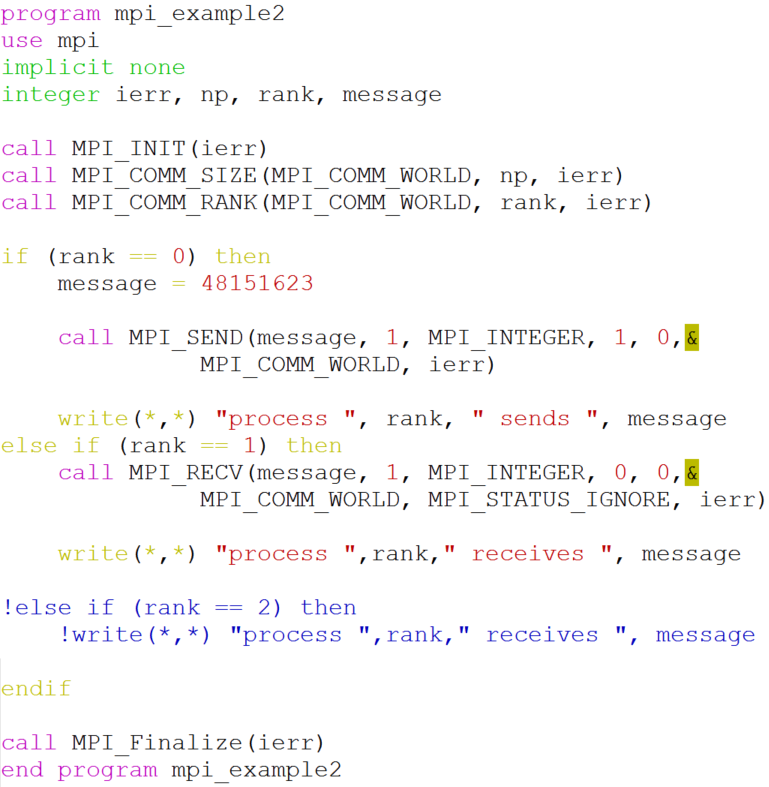 program mpi_example2
use mpi
implicit none
integer ierr, np, rank, message

call MPI_INIT(ierr)
call MPI_COMM_SIZE(MPI_COMM_WORLD, np, ierr)
call MPI_COMM_RANK(MPI_COMM_WORLD, rank, ierr)

if (rank == 0) then
    message = 48151623

    call MPI_SEND(message, 1, MPI_INTEGER, 1, 0,&
              MPI_COMM_WORLD, ierr)

    write(*,*) "process ", rank, " sends ", message
else if (rank == 1) then
    call MPI_RECV(message, 1, MPI_INTEGER, 0, 0,&
              MPI_COMM_WORLD, MPI_STATUS_IGNORE, ierr)

    write(*,*) "process ",rank," receives ", message

!else if (rank == 2) then
    !write(*,*) "process ",rank," receives ", message

endif

call MPI_Finalize(ierr)
end program mpi_example2